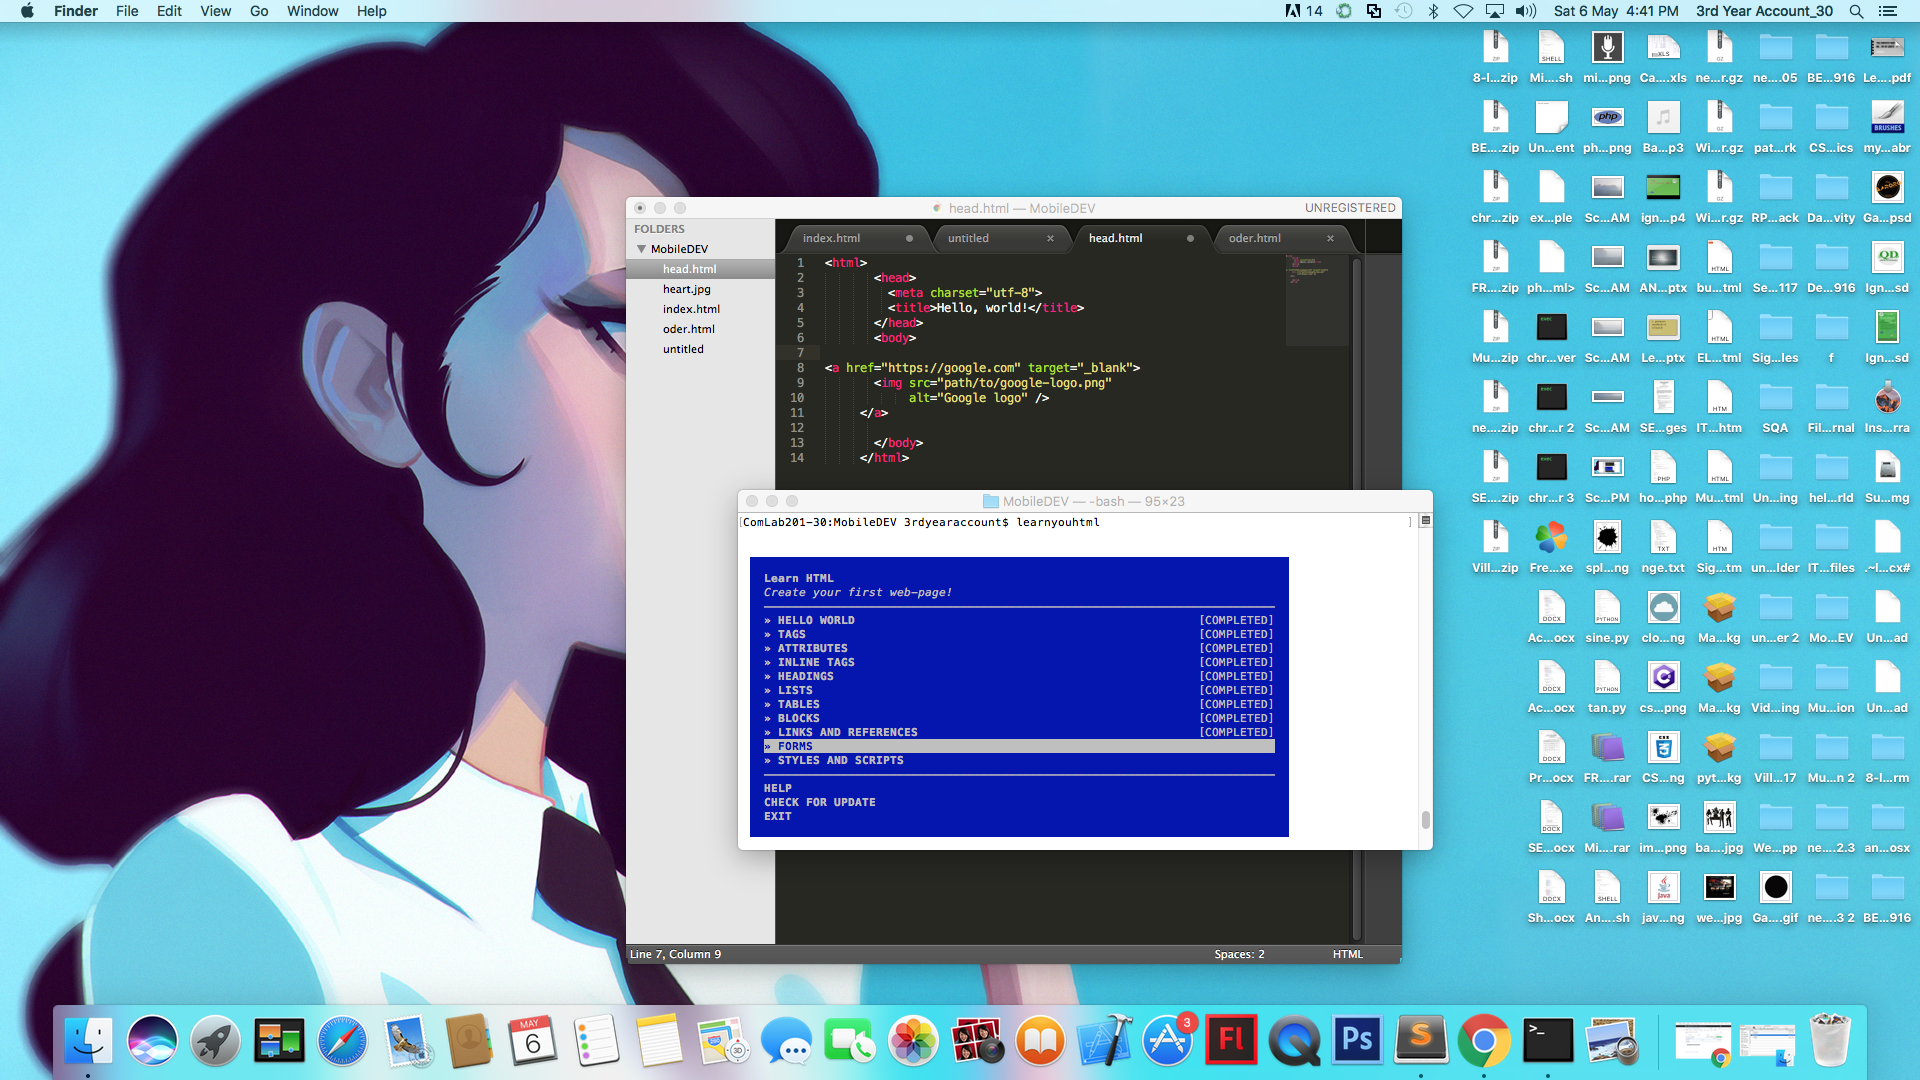 Finder File Edit View Go Window Help
14 Sat 6 May 4:41 PM 3rd Year Account_30
8-l...zip Mi....sh mi...png Ca....xls ne...r.gz ne....05 BE...916 Le....pdf
BE....zip Un...ent ph...png Ba...p3 Wi...r.gz pat...rk CS...ics my...abr
chr...zip ex...ple Sc...AM ign...p4 Wi...r.gz RP...ack Da...vity Ga...psd
FR...zip ph...ml> Sc...AM AN...ptx bu...tml Se...117 De...916 Ign...sd
Mu...zip chr...ver Sc...AM Le...ptx EL...tml Sig...les f Ign...sd
ne...zip chr...r 2 Sc...AM SE...ges IT...htm SQA Fil...rnal Ins...rra
SE...zip chr...r 3 Sc...PM ho...php Mu...tml Un...ing hel...rld Su...mg
Vill...zip Fre...xe spl...ng nge.txt Sig...tm un...lder IT...files .~l...cx#
Ac...ocx sine.py clo...ng Ma...kg un...er 2 Mo...EV Un...ad
Ac...ocx tan.py cs...png Ma...kg Vid...ing Mu...ion Un...ad
Pr...ocx FR...rar CS...ng pyt...kg Vill...17 Mu...n 2 8-l...rm
SE...ocx Mi....rar im...png ba....jpg We...pp ne....2.3 an...osx
Sh...ocx An....sh jav...ng we...jpg Ga....gif ne....3 2 BE...916
head.html — MobileDEV UNREGISTERED
FOLDERS
MobileDEV
head.html
heart.jpg
index.html
oder.html
untitled
index.html untitled head.html oder.html
1 <html>
2 <head>
3 <meta charset="utf-8">
4 <title>Hello, world!</title>
5 </head>
6 <body>
7
8 <a href="https://google.com" target="_blank">
9 <img src="path/to/google-logo.png"
10 alt="Google logo" />
11 </a>
12
13 </body>
14 </html>
MobileDEV — -bash — 95×23
[ComLab201-30:MobileDEV 3rdyearaccount$ learnyouhtml ]
Learn HTML
Create your first web-page!
» HELLO WORLD [COMPLETED]
» TAGS [COMPLETED]
» ATTRIBUTES [COMPLETED]
» INLINE TAGS [COMPLETED]
» HEADINGS [COMPLETED]
» LISTS [COMPLETED]
» TABLES [COMPLETED]
» BLOCKS [COMPLETED]
» LINKS AND REFERENCES [COMPLETED]
» FORMS
» STYLES AND SCRIPTS
HELP
CHECK FOR UPDATE
EXIT
Line 7, Column 9 Spaces: 2 HTML
MAY
6
3D
3
Fl
Ps
S
>_